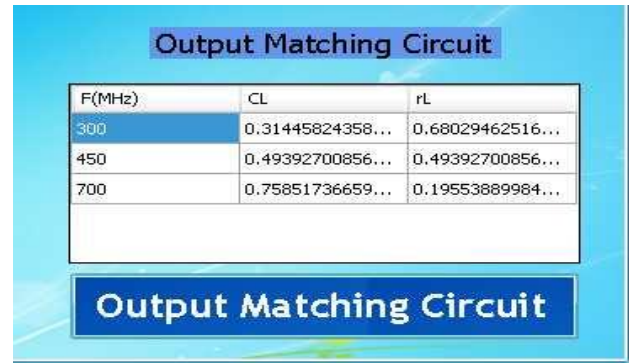 Output Matching Circuit
F(MHz) CL rL
300 0.31445824358... 0.68029462516...
450 0.49392700856... 0.49392700856...
700 0.75851736659... 0.19553889984...
Output Matching Circuit